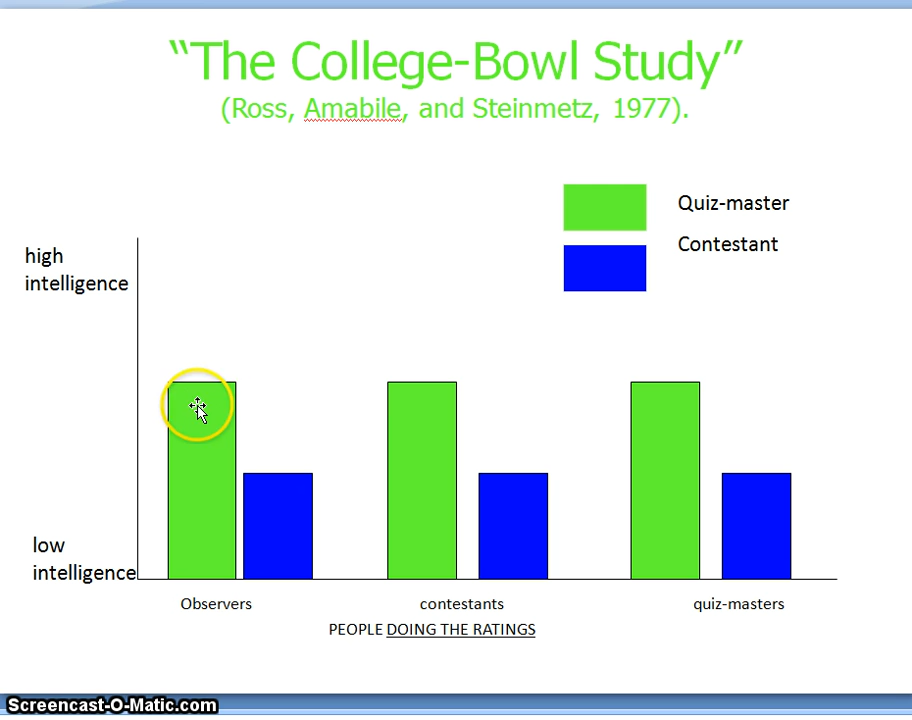 “The College-Bowl Study”
(Ross, Amabile, and Steinmetz, 1977).
Quiz-master
Contestant
high
intelligence
low
intelligence
Observers
contestants
quiz-masters
PEOPLE DOING THE RATINGS
Screencast-O-Matic.com